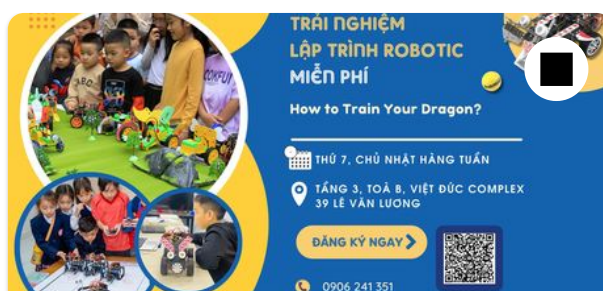 TRẢI NGHIỆM
LẬP TRÌNH ROBOTIC
MIỄN PHÍ
How to Train Your Dragon?
THỨ 7, CHỦ NHẬT HÀNG TUẦN
TẦNG 3, TOÀ B, VIỆT ĐỨC COMPLEX
39 LÊ VĂN LƯƠNG
ĐĂNG KÝ NGAY
0906 241 351